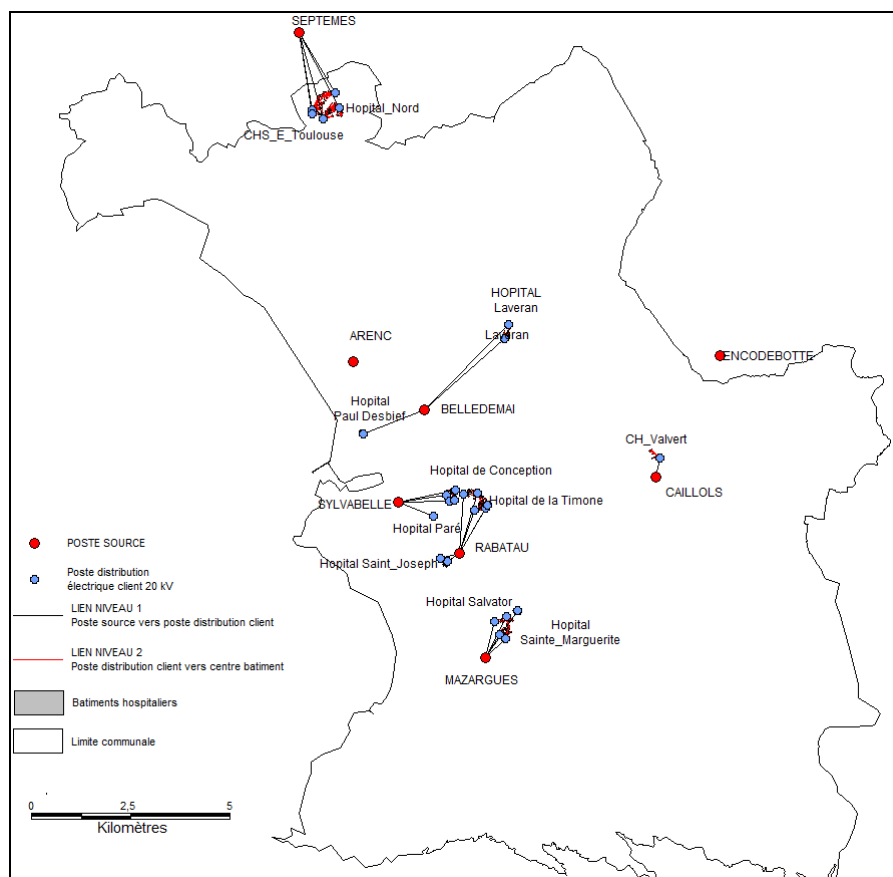 SEPTEMES
Hopital_Nord
CHS_E_Toulouse
HOPITAL
Laveran
Laveran
ARENC
ENCODEBOTTE
Hopital
Paul Desbief
BELLEDEMAI
CH_Valvert
CAILLOLS
Hopital de Conception
SYLVABELLE
Hopital de la Timone
Hopital Paré
RABATAU
Hopital Saint_Joseph
Hopital Salvator
Hopital
Sainte_Marguerite
MAZARGUES
POSTE SOURCE
Poste distribution
électrique client 20 kV
LIEN NIVEAU 1
Poste source vers poste distribution client
LIEN NIVEAU 2
Poste distribution client vers centre batiment
Batiments hospitaliers
Limite communale
0 2,5 5
Kilomètres